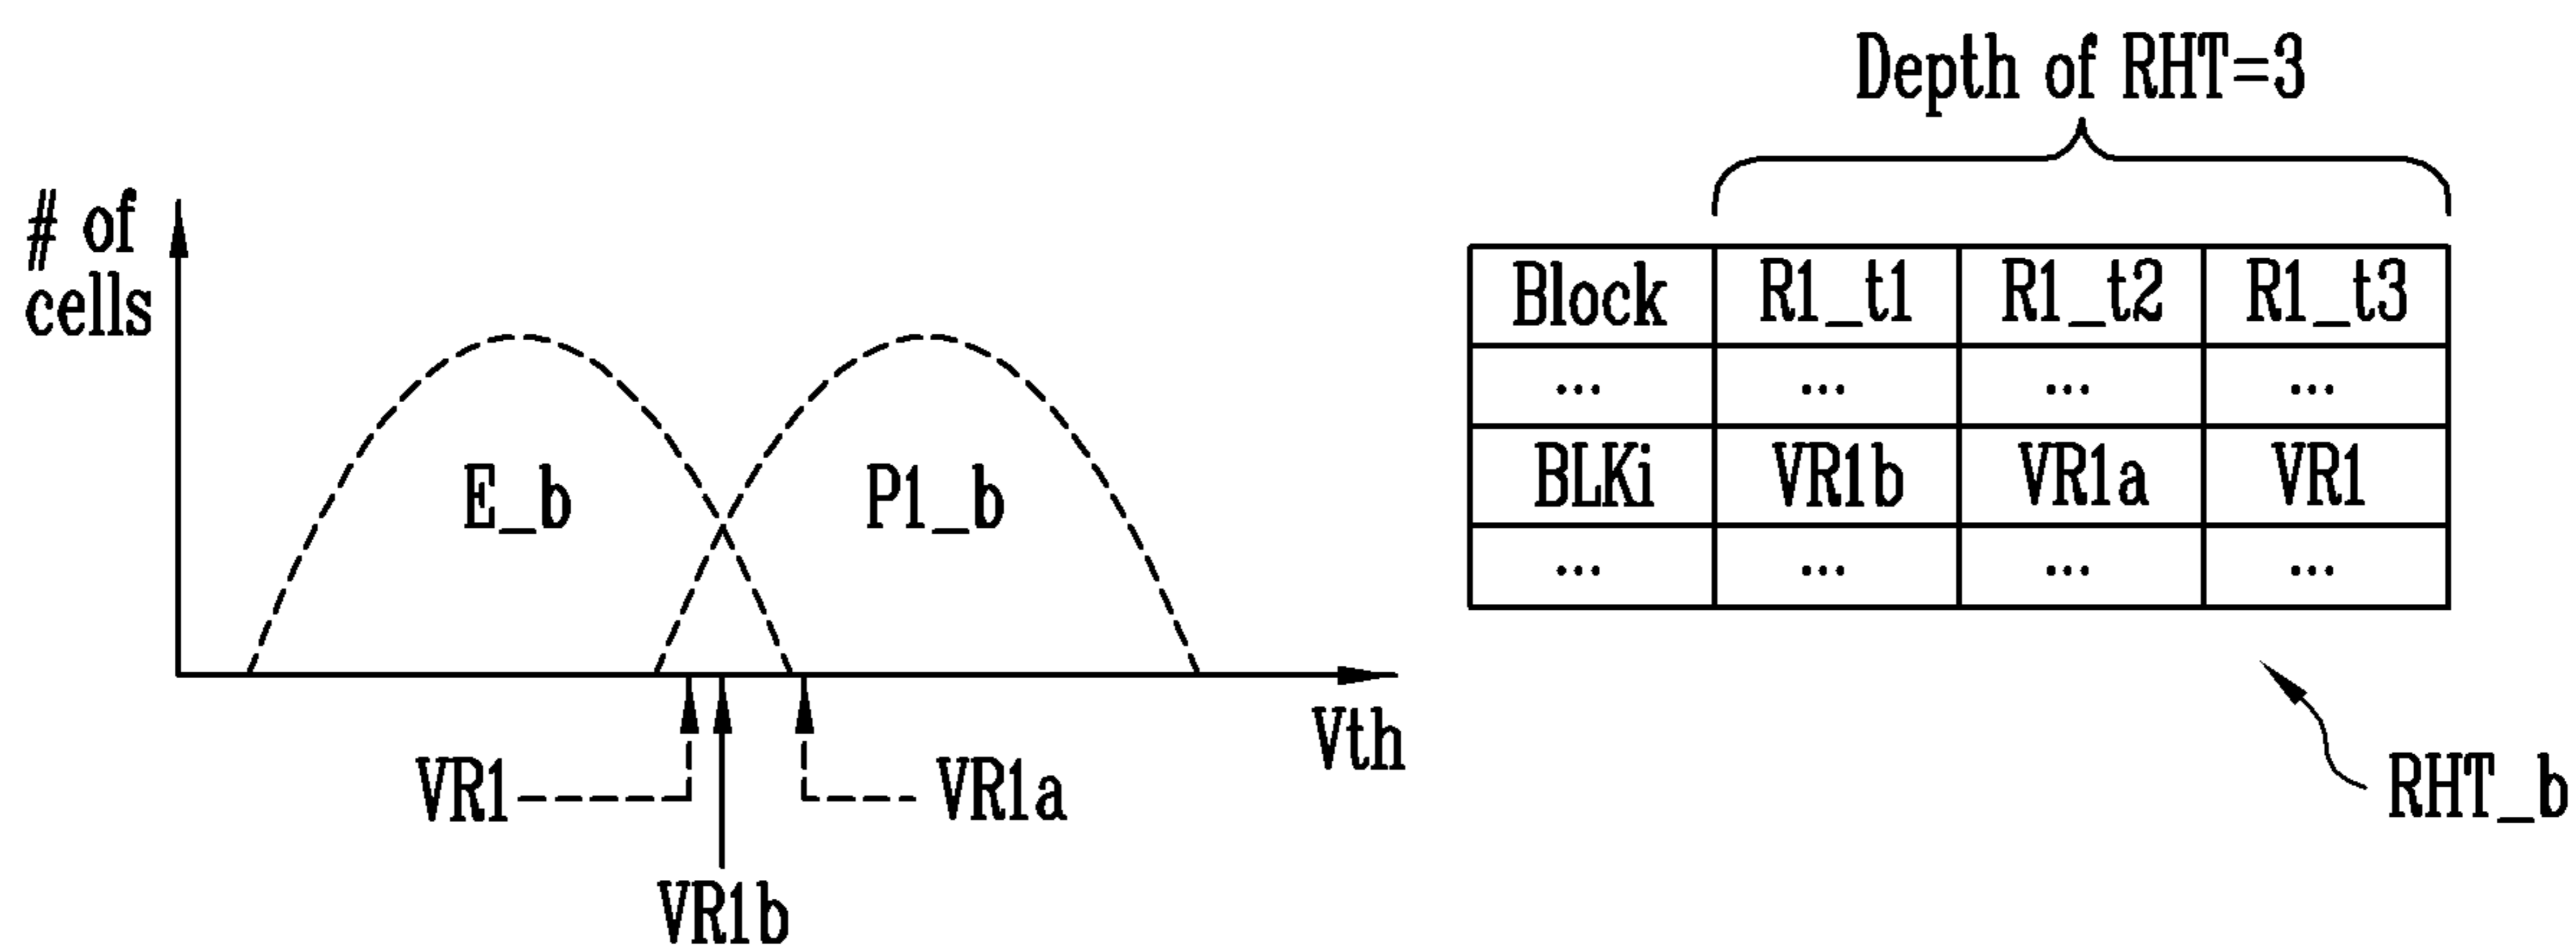 # of
cells
E_b
P1_b
Vth
VR1
VR1a
VR1b
Depth of RHT=3
Block R1_t1 R1_t2 R1_t3
... ... ... ...
BLKi VR1b VR1a VR1
... ... ... ...
RHT_b